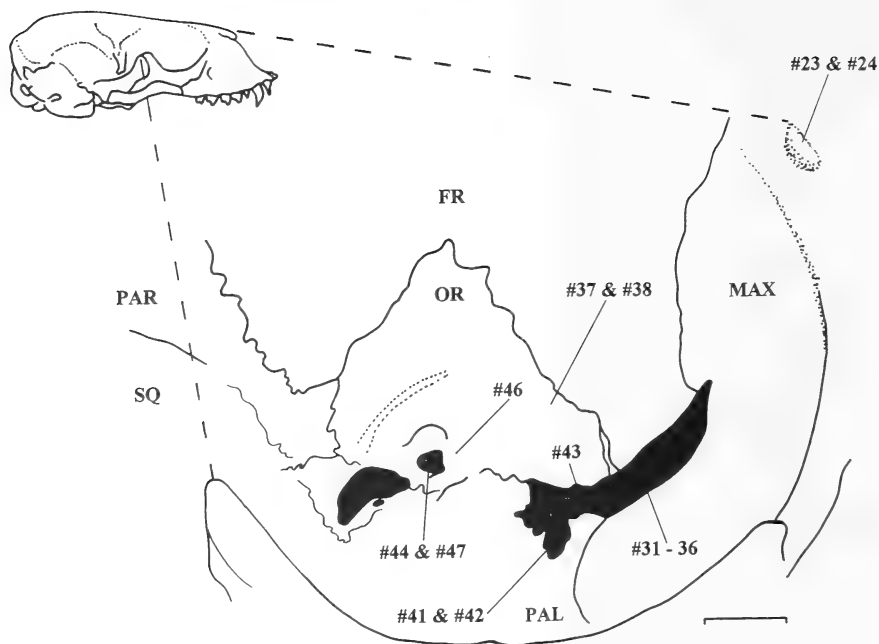 #23 & #24
FR
PAR
OR
#37 & #38
MAX
SQ
#46
#43
#44 & #47
#31 - 36
#41 & #42
PAL